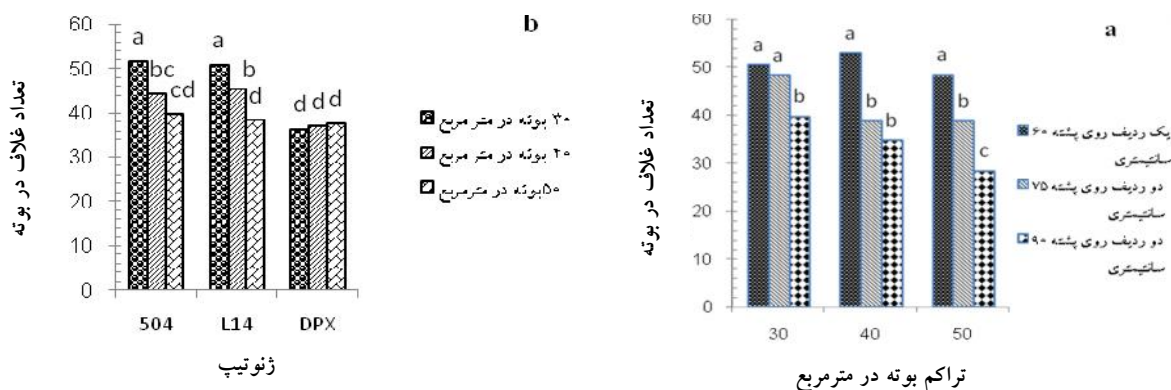 b
تعداد غلاف در بوته
60
50
40
30
20
10
0
a
bc
cd
a
b
d
d d d
504 L14 DPX
ژنوتیپ
۳۰ بوته در متر مربع
۴۰ بوته در متر مربع
۵۰بوته در مترمربع
a
تعداد غلاف در بوته
60
50
40
30
20
10
0
a a b
a b b
a b c
30 40 50
تراکم بوته در مترمربع
یک ردیف روی پشته ۶۰
سانتیمتری
دو ردیف روی پشته ۷۵
سانتیمتری
دو ردیف روی پشته ۹۰
سانتیمتری